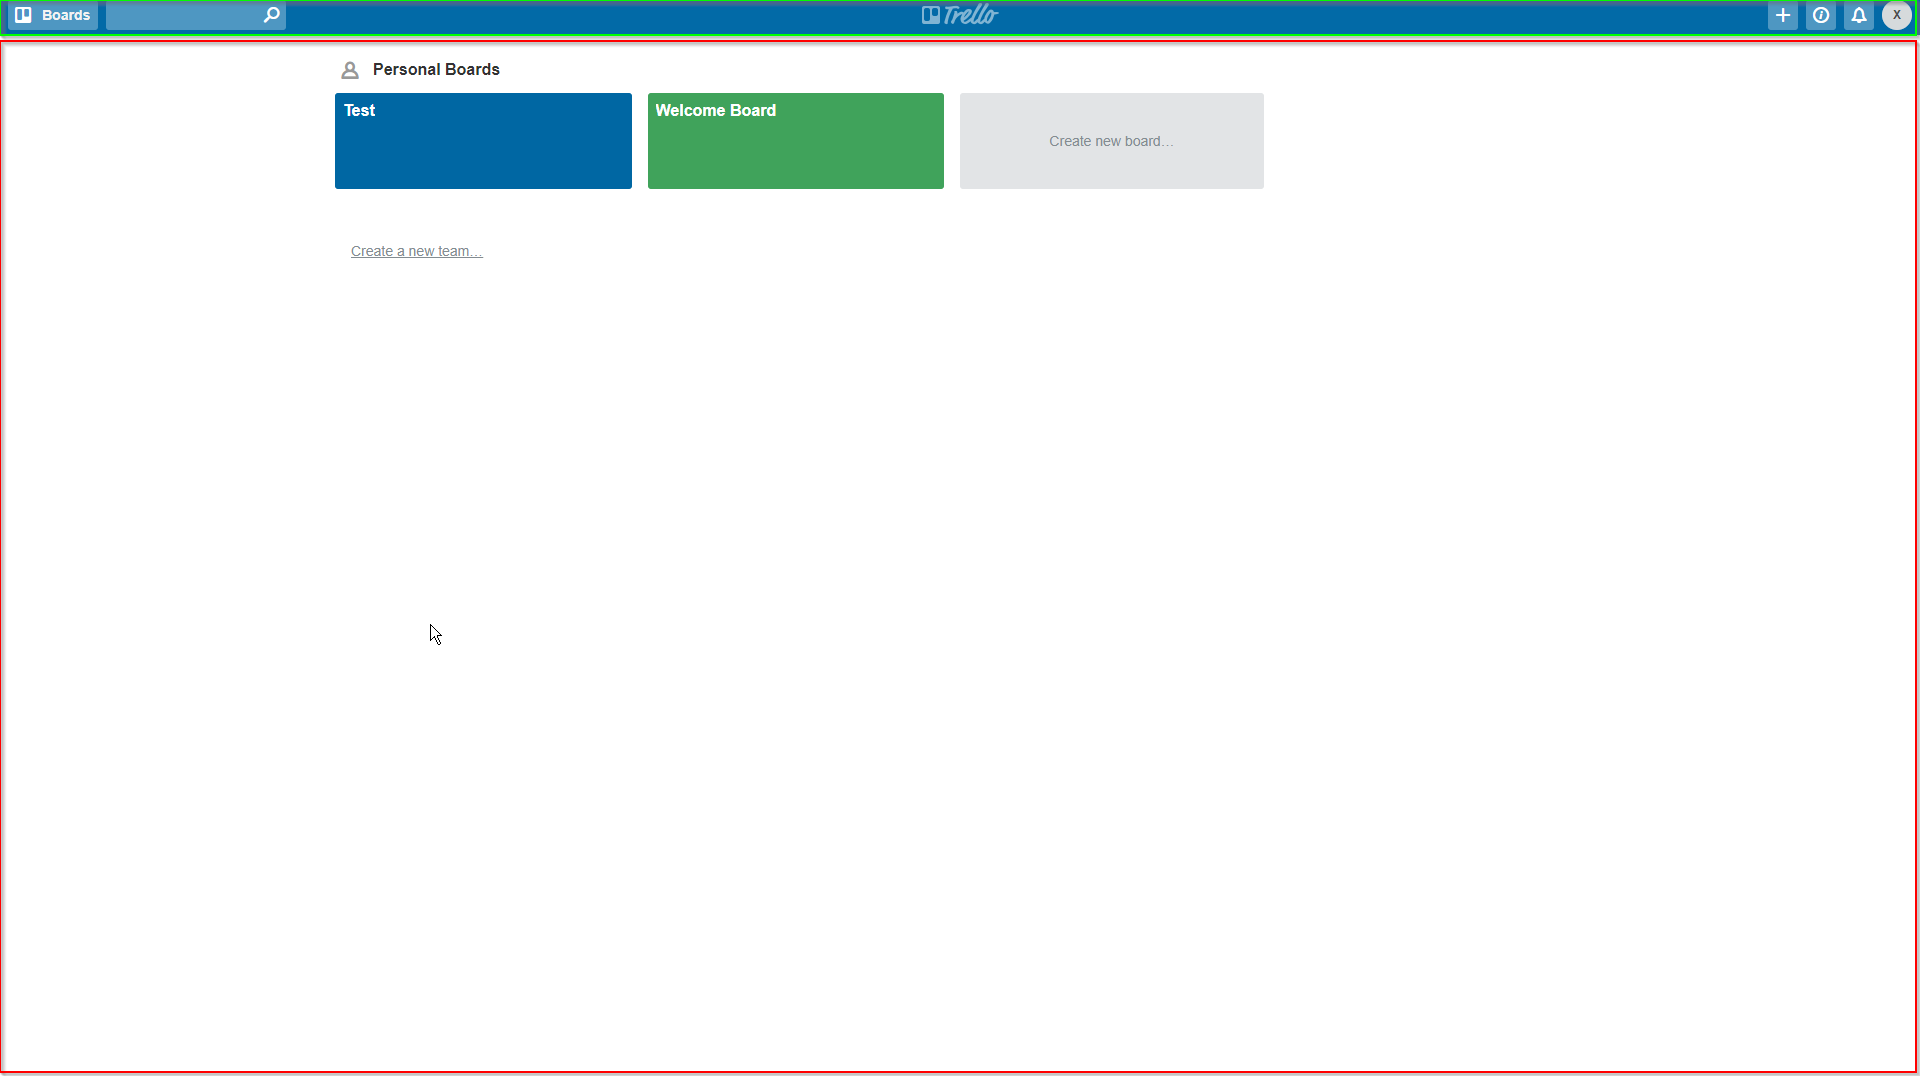 Boards
Trello
X
Personal Boards
Test
Welcome Board
Create new board…
Create a new team…